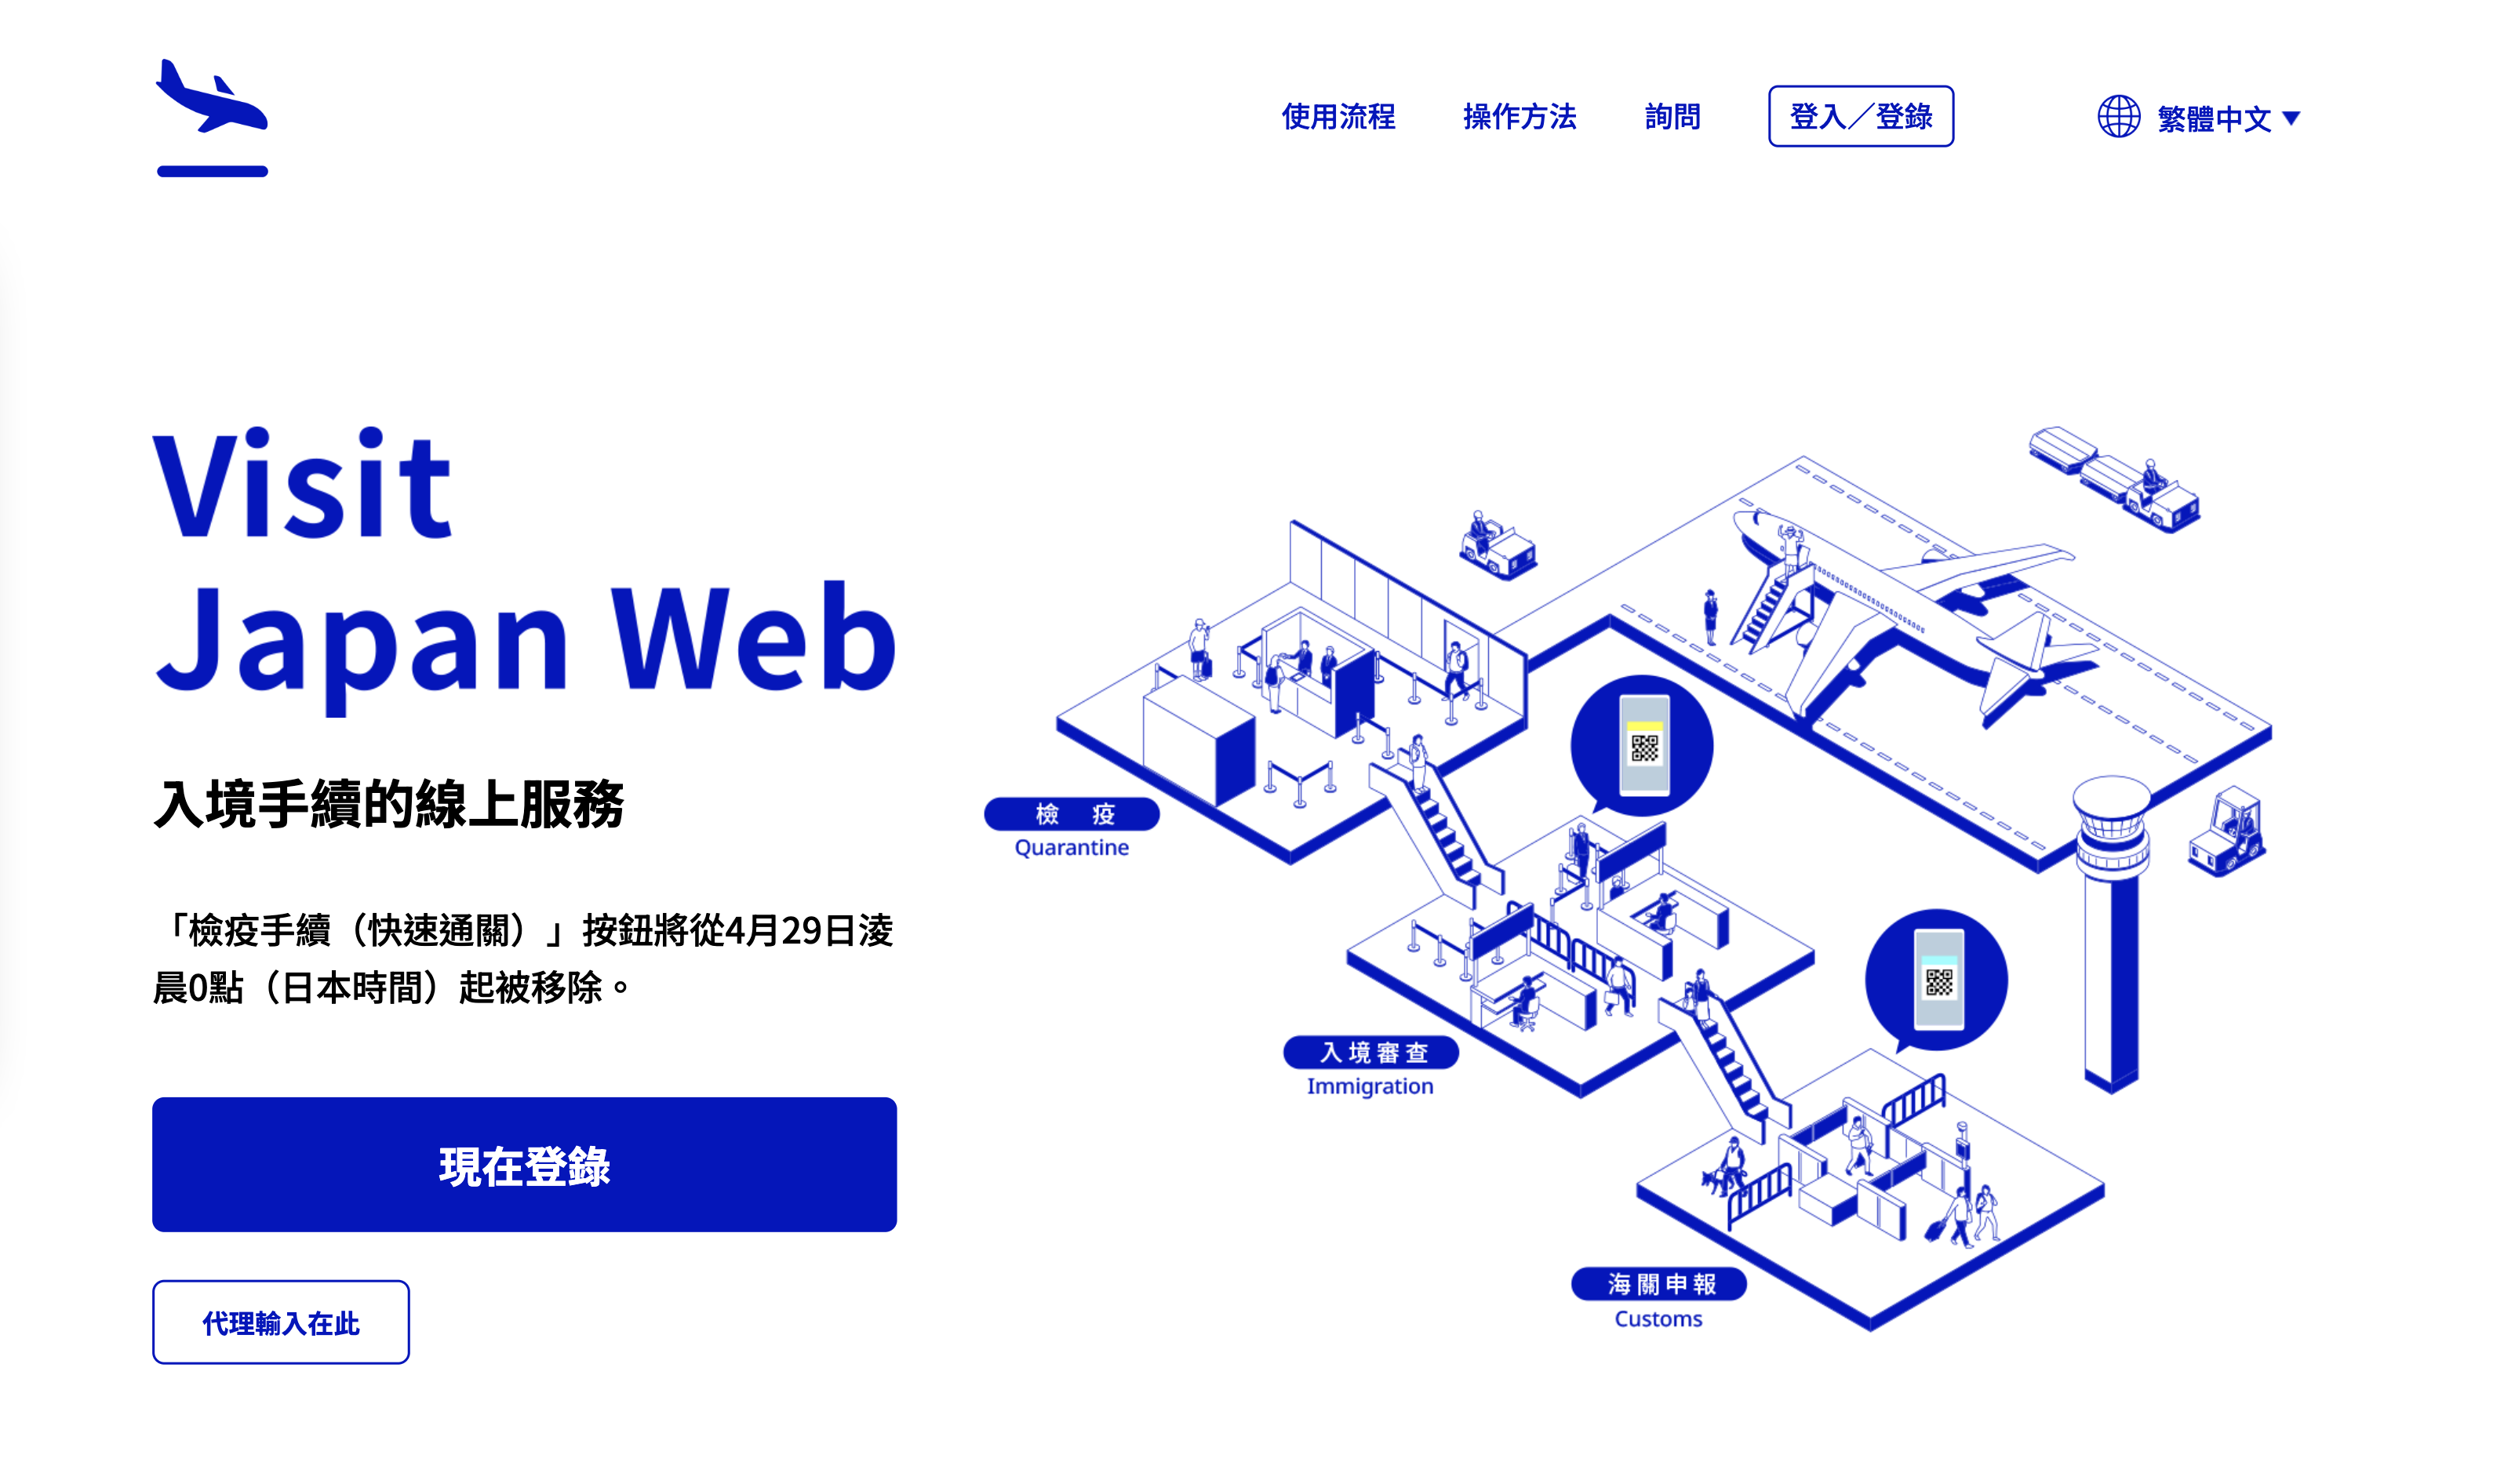 使用流程
操作方法
詢問
登入／登錄
繁體中文
Visit
Japan Web
入境手續的線上服務
「檢疫手續（快速通關）」按鈕將從4月29日淩
晨0點（日本時間）起被移除。
現在登錄
代理輸入在此
檢 疫
Quarantine
入境審查
Immigration
海關申報
Customs